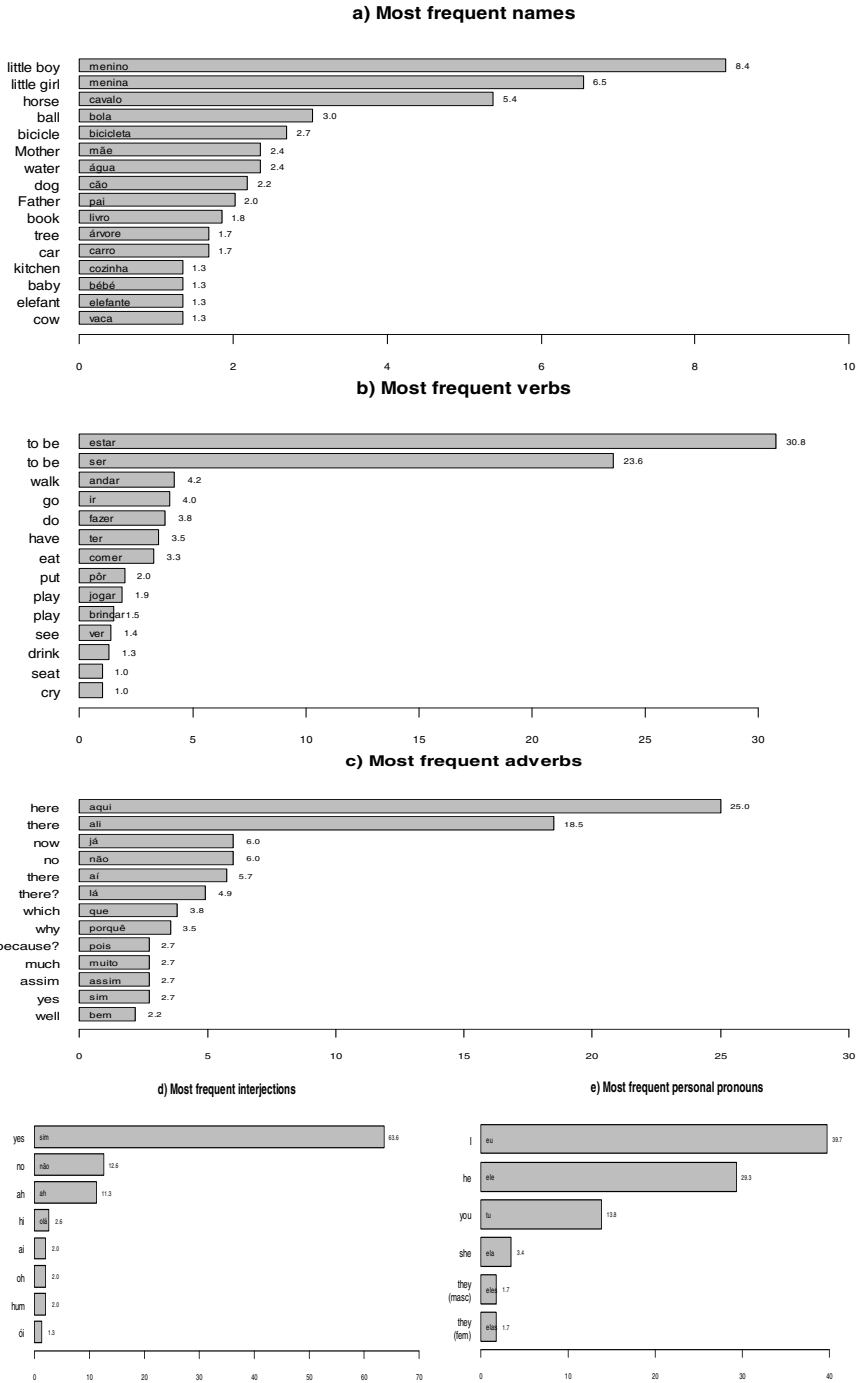 a) Most frequent names
little boy menino 8.4
little girl menina 6.5
horse cavalo 5.4
ball bola 3.0
bicicle bicicleta 2.7
Mother mãe 2.4
water água 2.4
dog cão 2.2
Father pai 2.0
book livro 1.8
tree árvore 1.7
car carro 1.7
kitchen cozinha 1.3
baby bébé 1.3
elefant elefante 1.3
cow vaca 1.3
0 2 4 6 8 10
b) Most frequent verbs
to be estar 30.8
to be ser 23.6
walk andar 4.2
go ir 4.0
do fazer 3.8
have ter 3.5
eat comer 3.3
put pôr 2.0
play jogar 1.9
play brincar 1.5
see ver 1.4
drink 1.3
seat 1.0
cry 1.0
0 5 10 15 20 25 30
c) Most frequent adverbs
here aqui 25.0
there ali 18.5
now já 6.0
no não 6.0
there aí 5.7
there? lá 4.9
which que 3.8
why porquê 3.5
because? pois 2.7
much muito 2.7
assim assim 2.7
yes sim 2.7
well bem 2.2
0 5 10 15 20 25 30
d) Most frequent interjections
yes sim 63.6
no não 12.6
ah ah 11.3
hi olá 2.6
ai 2.0
oh 2.0
hum 2.0
ói 1.3
0 10 20 30 40 50 60 70
e) Most frequent personal pronouns
I eu 39.7
he ele 29.3
you tu 13.8
she ela 3.4
they
(masc) eles 1.7
they
(fem) elas 1.7
0 10 20 30 40